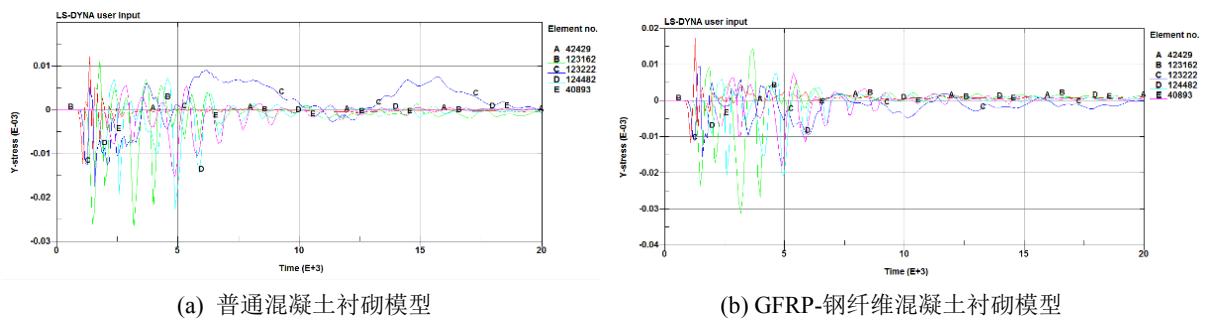 LS-DYNA user input
Element no.
A 42429
B 123162
C 123222
D 124482
E 40893
0.01
0
-0.01
-0.02
-0.03
Y-stress (E-03)
0 5 10 15 20
Time (E+3)
(a) 普通混凝土衬砌模型
LS-DYNA user input
Element no.
A 42429
B 123162
C 123222
D 124482
E 40893
0.02
0.01
0
-0.01
-0.02
-0.03
-0.04
Y-stress (E-03)
0 5 10 15 20
Time (E+3)
(b) GFRP-钢纤维混凝土衬砌模型